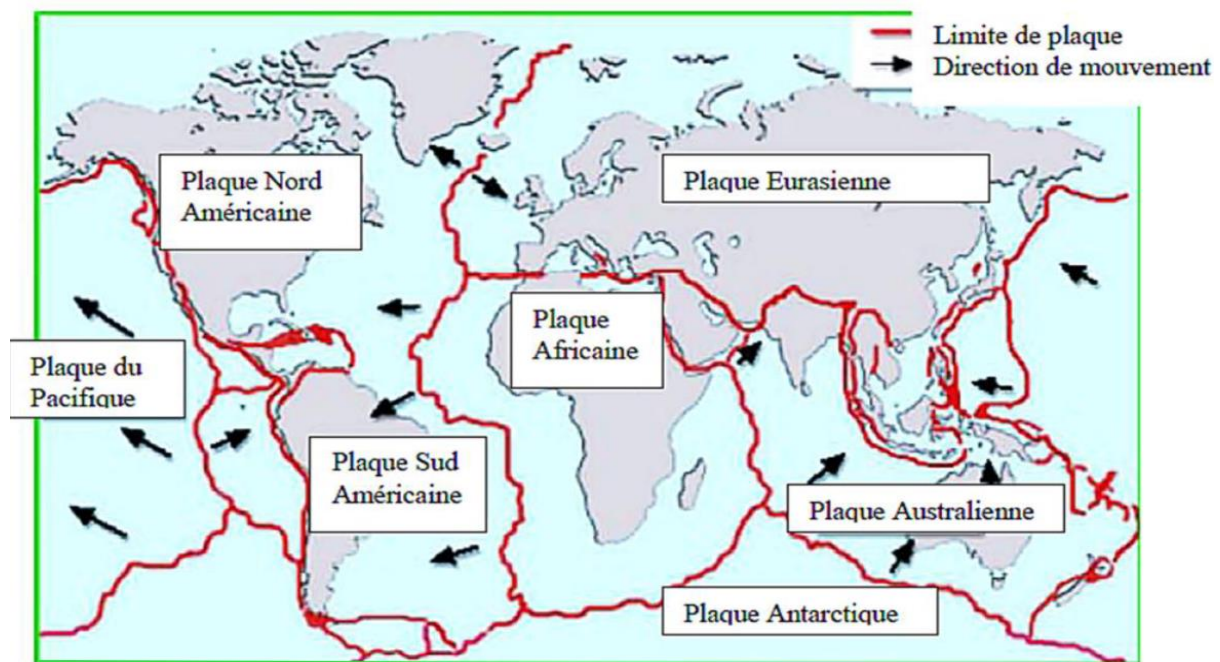 Limite de plaque
Direction de mouvement
Plaque Nord
Américaine
Plaque Eurasienne
Plaque
Africaine
Plaque du
Pacifique
Plaque Sud
Américaine
Plaque Australienne
Plaque Antarctique